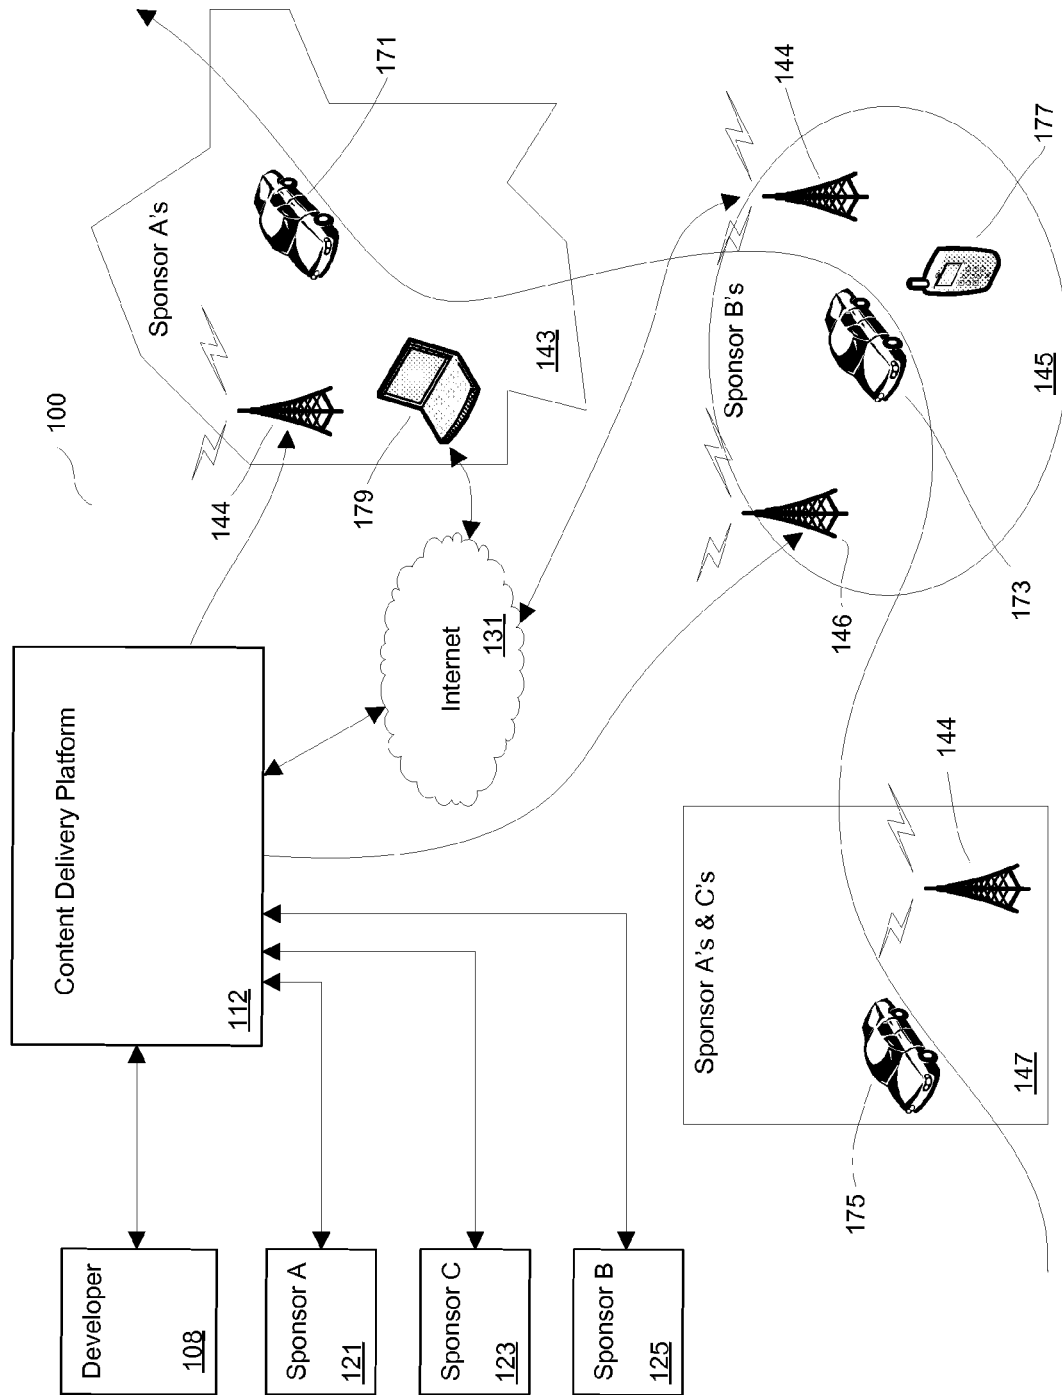 100
Developer
108
Sponsor A
121
Sponsor C
123
Sponsor B
125
Content Delivery Platform
112
Internet
131
Sponsor A's
143
144
171
179
Sponsor B's
145
144
146
173
177
Sponsor A's & C's
147
144
175